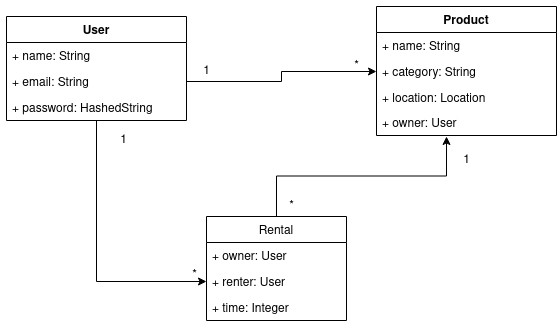 User
+ name: String
+ email: String
+ password: HashedString
1
*
Product
+ name: String
+ category: String
+ location: Location
+ owner: User
1
1
*
*
Rental
+ owner: User
+ renter: User
+ time: Integer